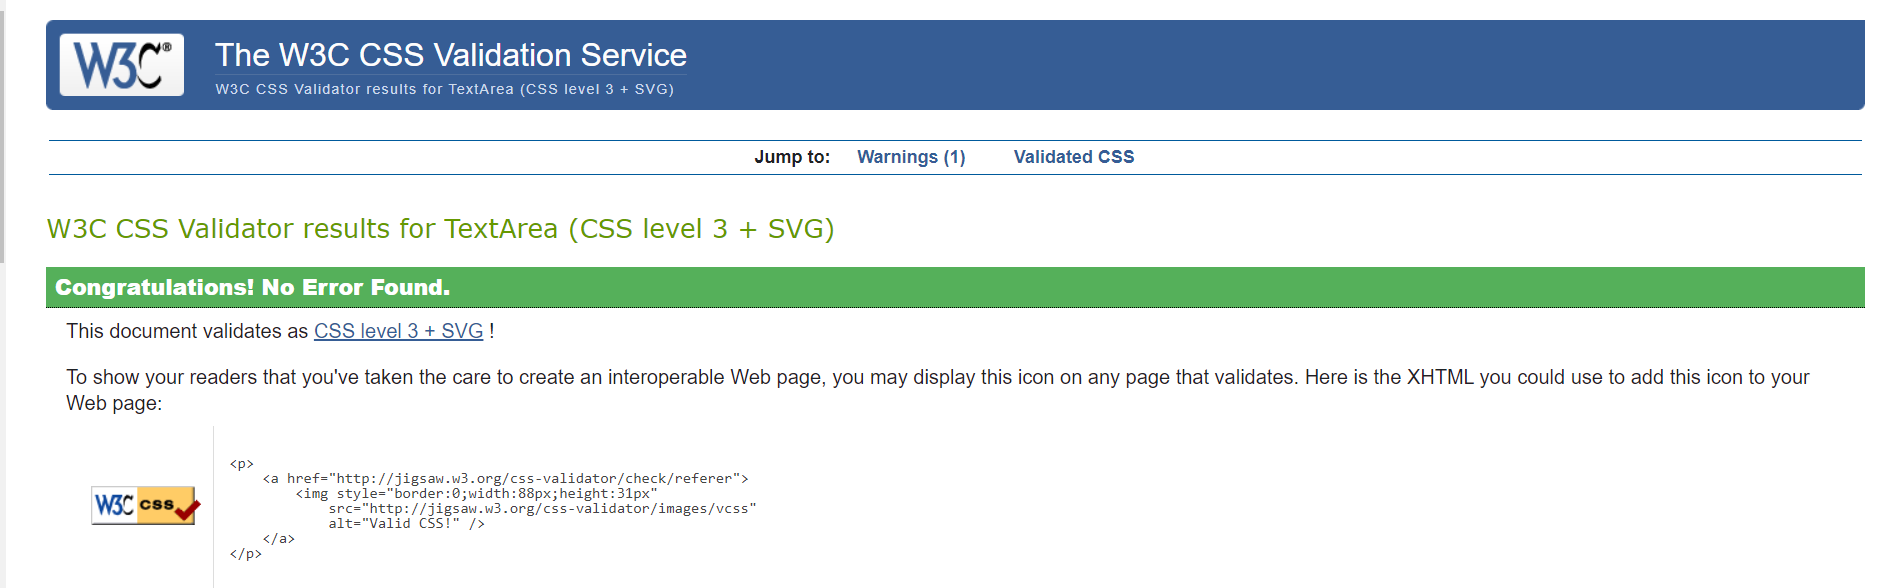 W3C®
The W3C CSS Validation Service
W3C CSS Validator results for TextArea (CSS level 3 + SVG)
Jump to: Warnings (1) Validated CSS
W3C CSS Validator results for TextArea (CSS level 3 + SVG)
Congratulations! No Error Found.
This document validates as CSS level 3 + SVG !
To show your readers that you've taken the care to create an interoperable Web page, you may display this icon on any page that validates. Here is the XHTML you could use to add this icon to your
Web page:
W3C css
<p>
    <a href="http://jigsaw.w3.org/css-validator/check/referer">
        <img style="border:0;width:88px;height:31px"
            src="http://jigsaw.w3.org/css-validator/images/vcss"
            alt="Valid CSS!" />
    </a>
</p>